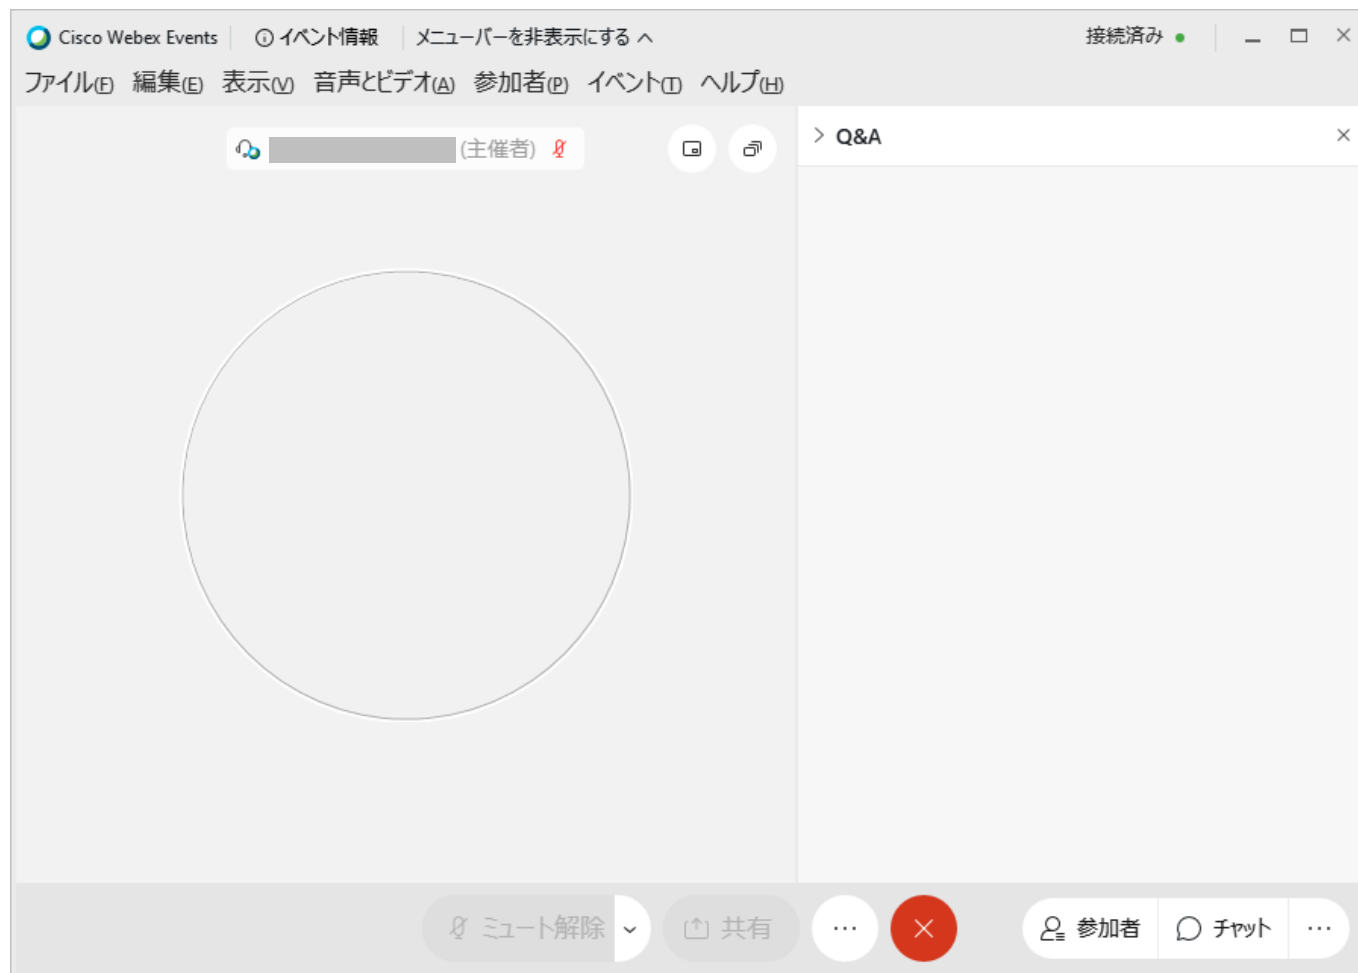 Cisco Webex Events イベント情報 メニューバーを非表示にする 接続済み
ファイル(F) 編集(E) 表示(V) 音声とビデオ(A) 参加者(P) イベント(T) ヘルプ(H)
(主催者)
Q&A
ミュート解除 共有 ... 参加者 チャット ...